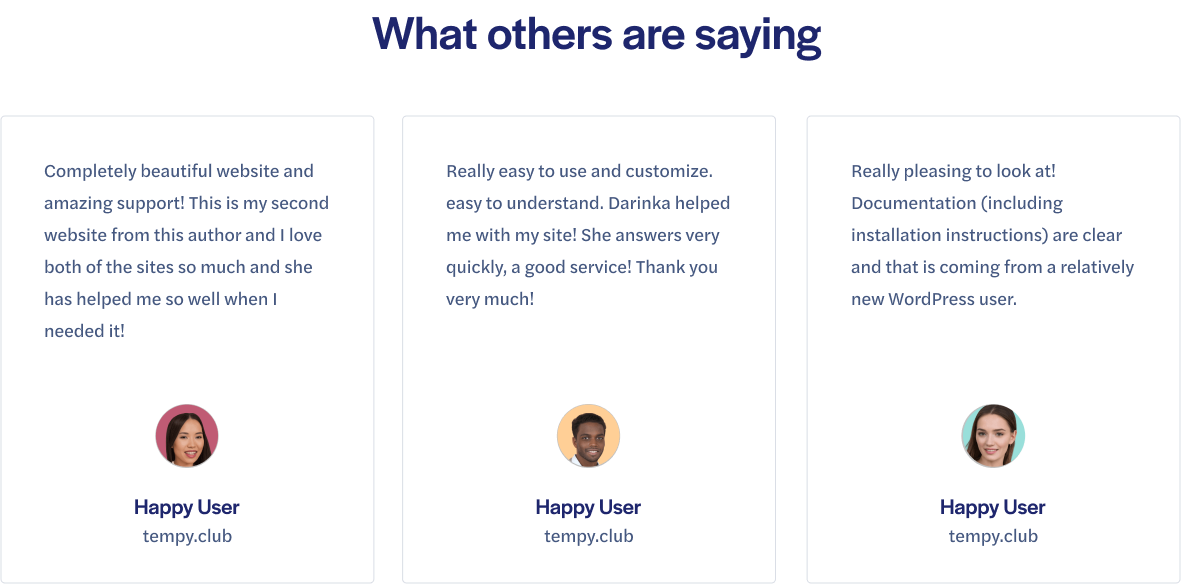 What others are saying
Completely beautiful website and
amazing support! This is my second
website from this author and I love
both of the sites so much and she
has helped me so well when I
needed it!
Happy User
tempy.club
Really easy to use and customize.
easy to understand. Darinka helped
me with my site! She answers very
quickly, a good service! Thank you
very much!
Happy User
tempy.club
Really pleasing to look at!
Documentation (including
installation instructions) are clear
and that is coming from a relatively
new WordPress user.
Happy User
tempy.club